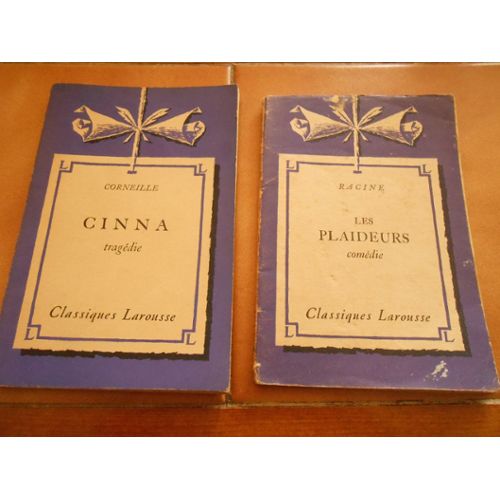 L L
CORNEILLE
CINNA
tragédie
Classiques Larousse
L L
L L
RACINE
LES
PLAIDEURS
comédie
Classiques Larousse
L L